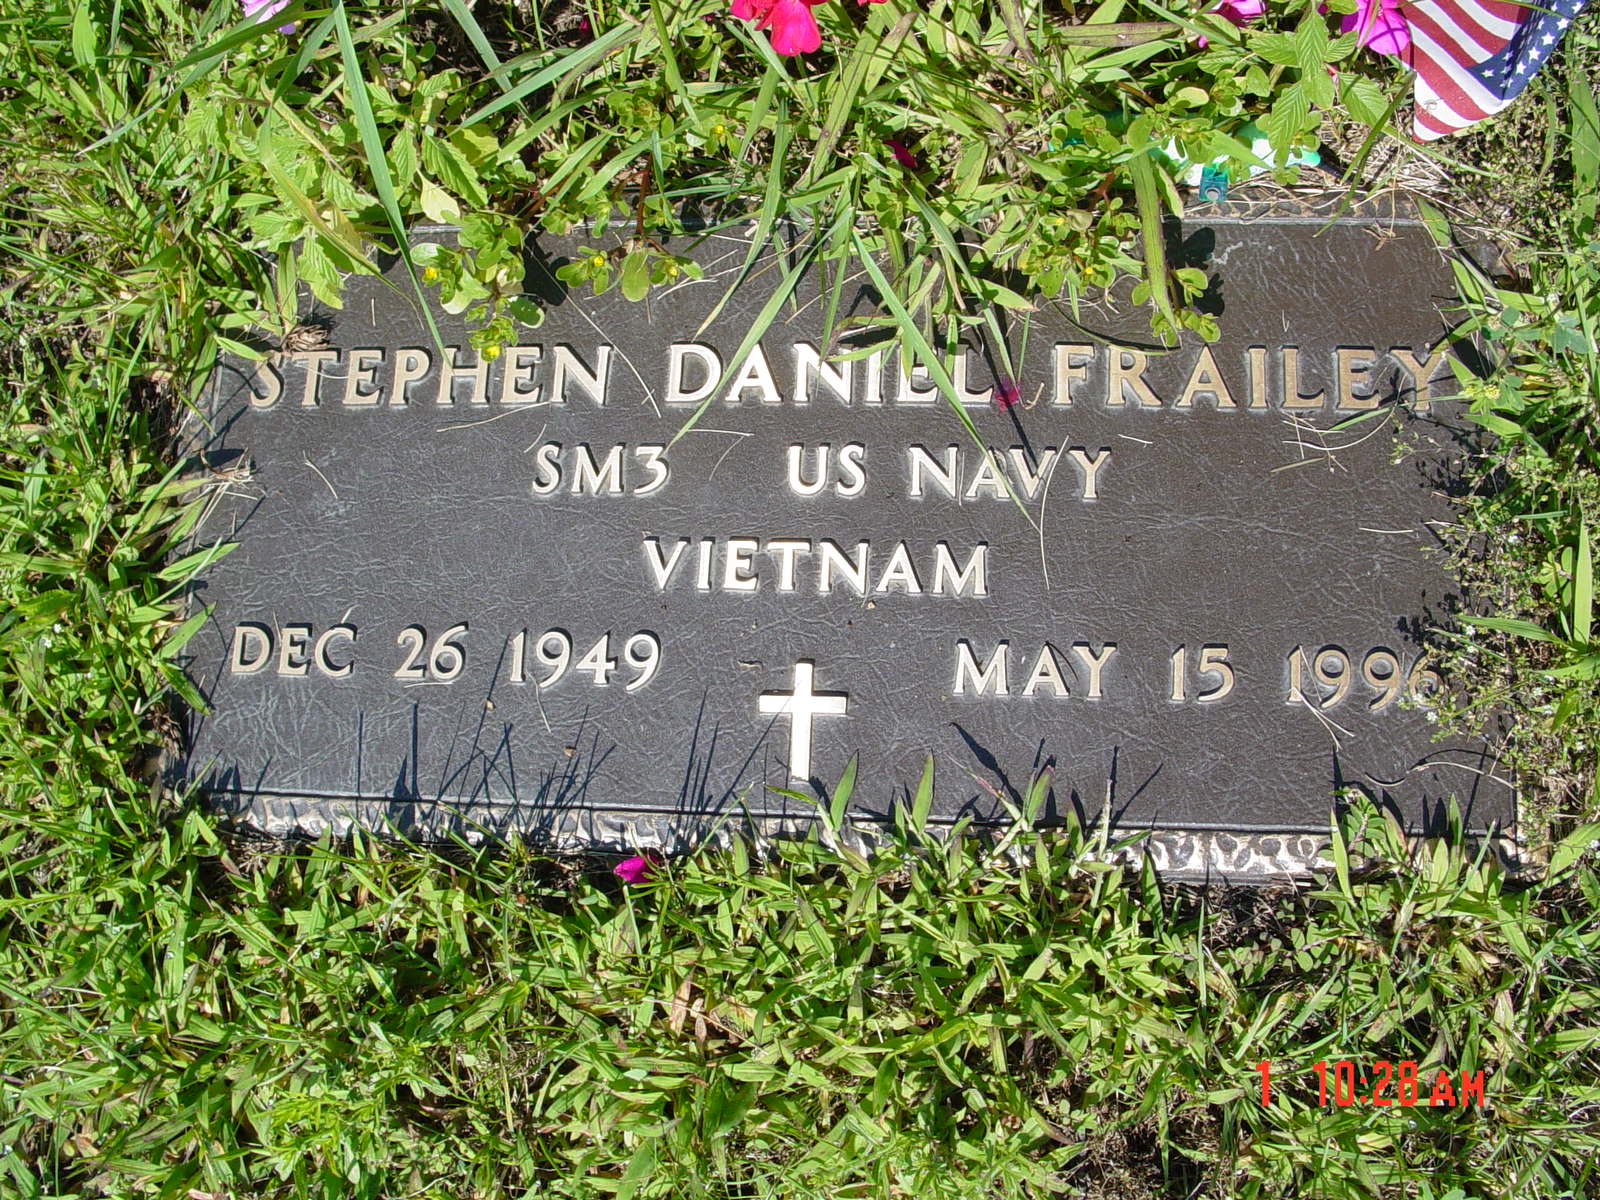 STEPHEN DANIEL FRAILEY
SM3 US NAVY
VIETNAM
DEC 26 1949 MAY 15 1996
1 10:28 AM